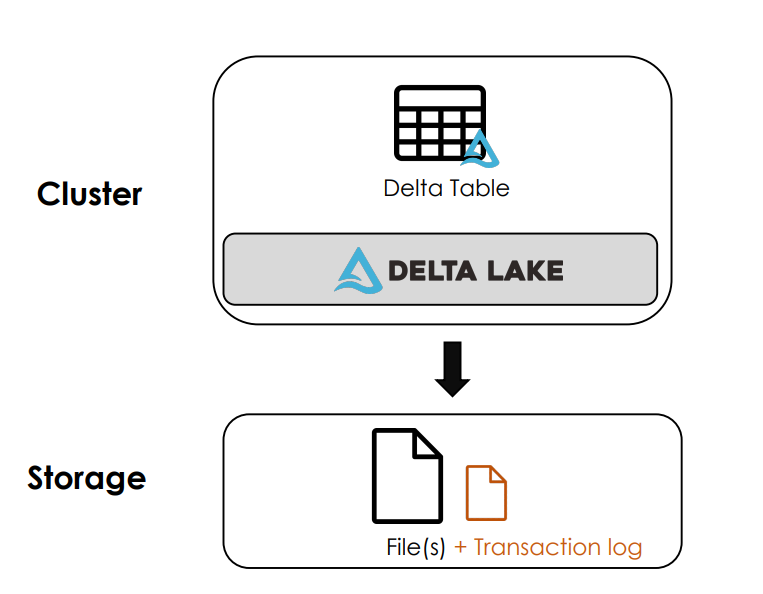 Delta Table
Cluster
DELTA LAKE
Storage
File(s) + Transaction log